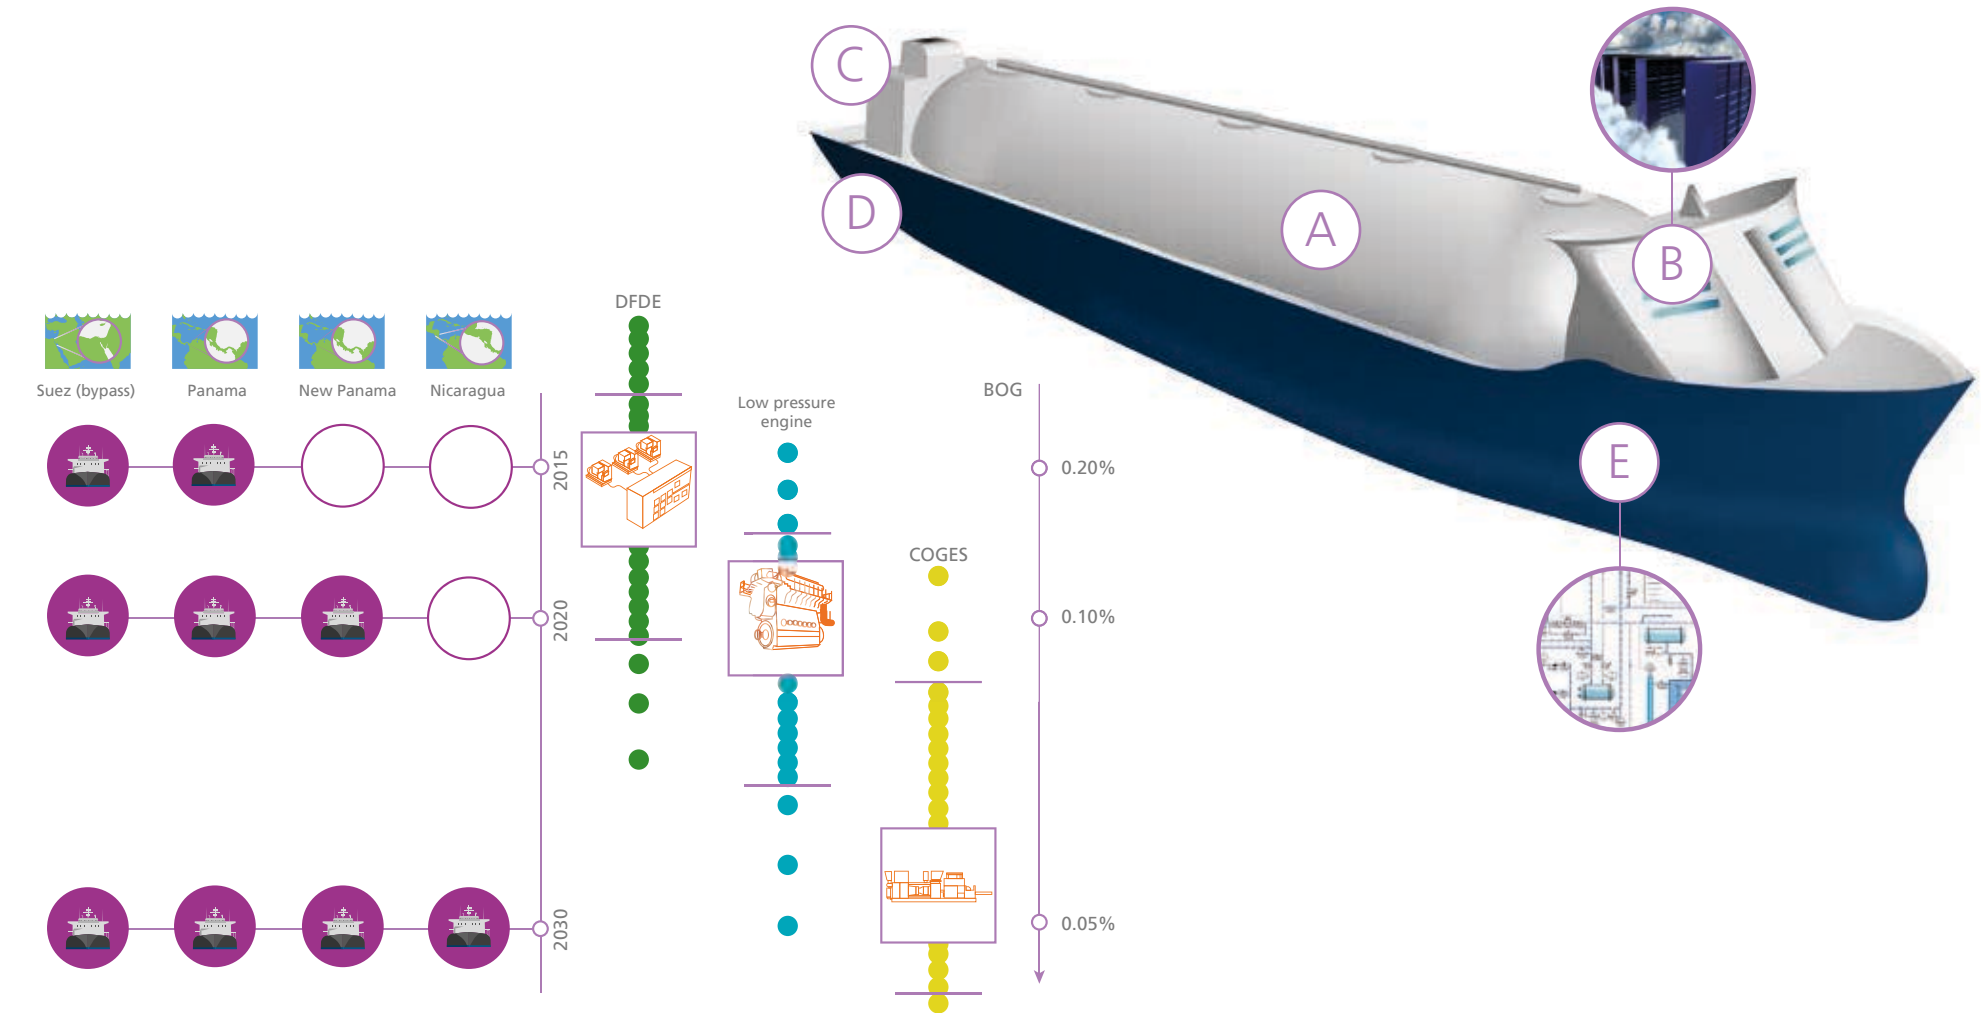 C
D
A
B
E
DFDE
Suez (bypass)
Panama
New Panama
Nicaragua
BOG
Low pressure
engine
2015
0.20%
COGES
2020
0.10%
2030
0.05%